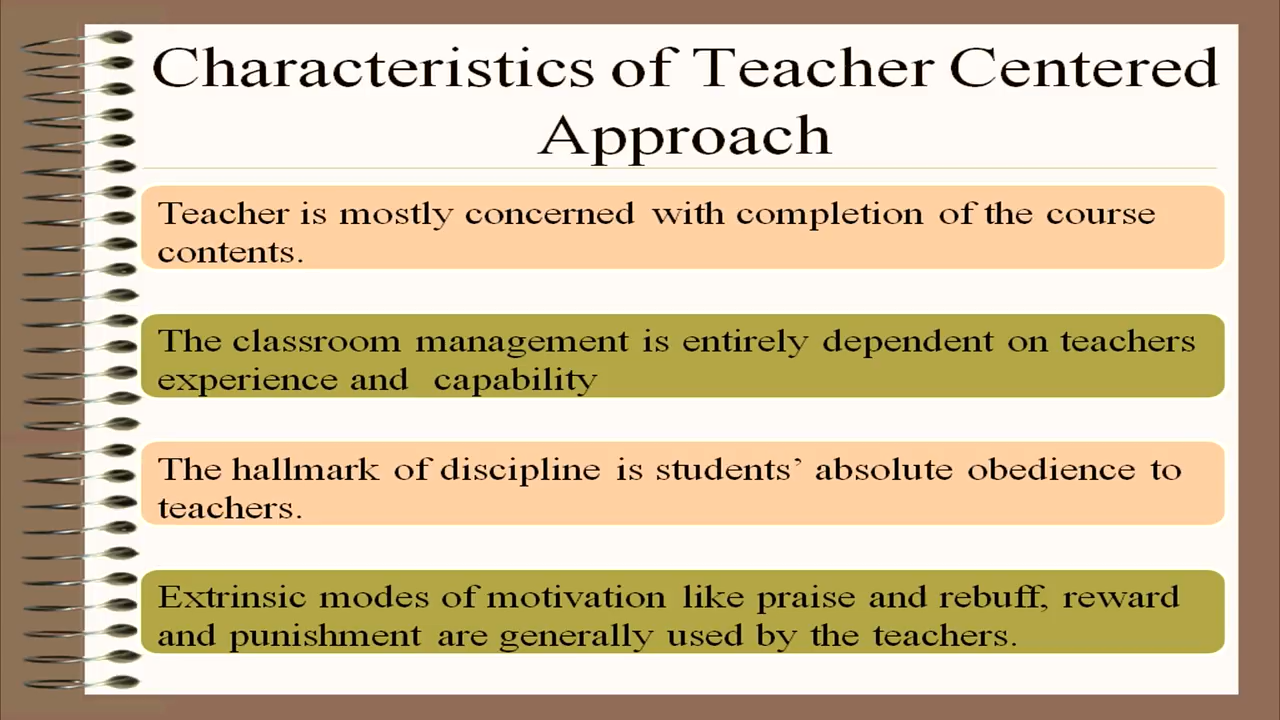 Characteristics of Teacher Centered
Approach
Teacher is mostly concerned with completion of the course
contents.
The classroom management is entirely dependent on teachers
experience and capability
The hallmark of discipline is students’ absolute obedience to
teachers.
Extrinsic modes of motivation like praise and rebuff, reward
and punishment are generally used by the teachers.